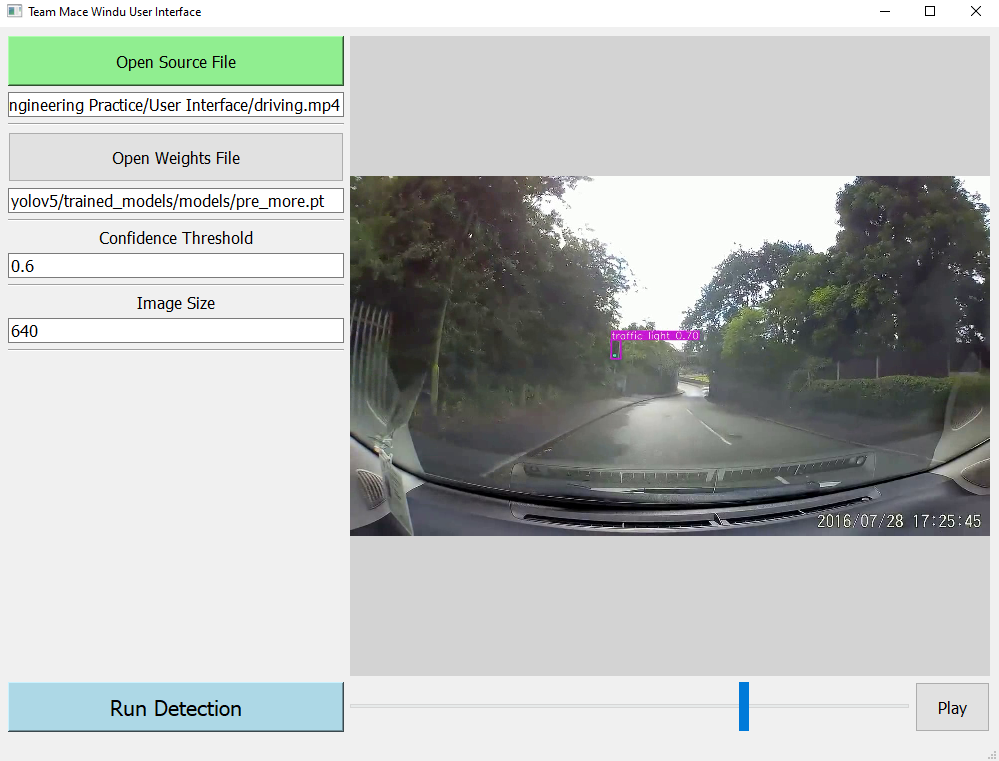 Team Mace Windu User Interface
Open Source File
ngineering Practice/User Interface/driving.mp4
Open Weights File
yolov5/trained_models/models/pre_more.pt
Confidence Threshold
0.6
Image Size
640
traffic light 0.70
2016/07/28 17:25:45
Run Detection
Play